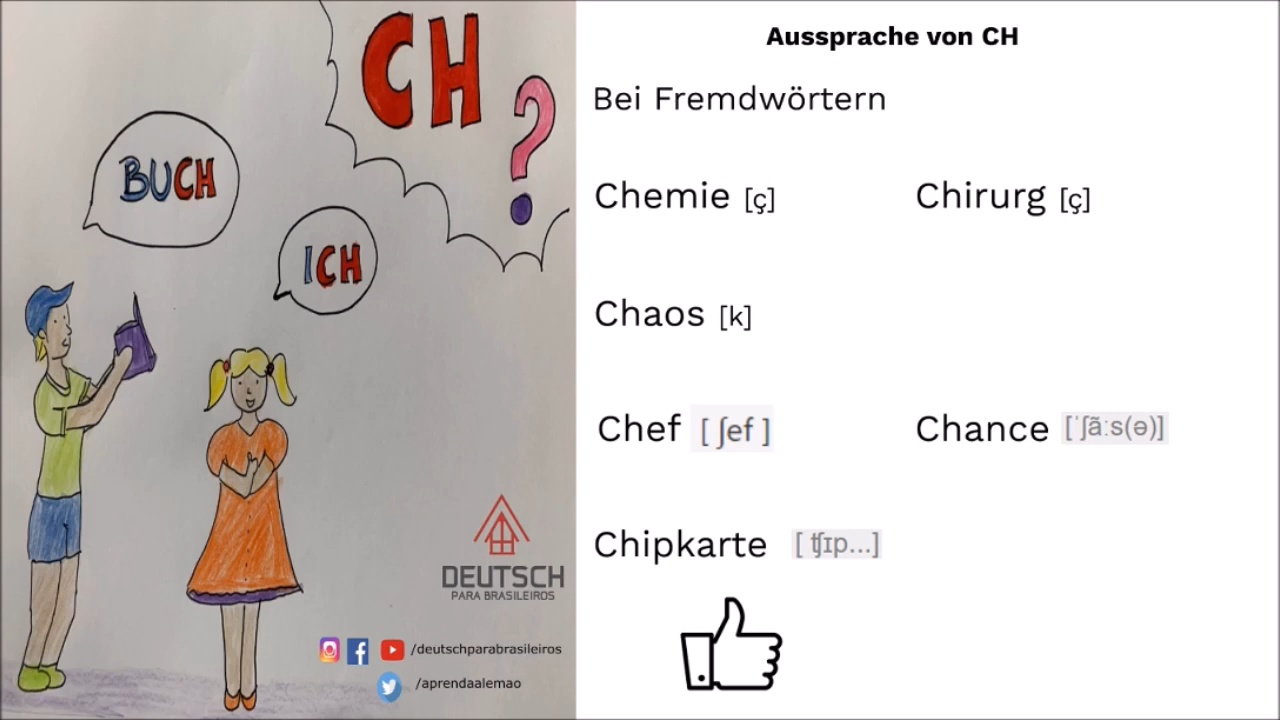 CH
?
BUCH
ICH
DEUTSCH
PARA BRASILEIROS
/deutschparabrasileiros
/aprendaalemao
Aussprache von CH
Bei Fremdwörtern
Chemie [ç] Chirurg [ç]
Chaos [k]
Chef [ ʃef ] Chance [ˈʃãːs(ə)]
Chipkarte [ ʧɪp...]